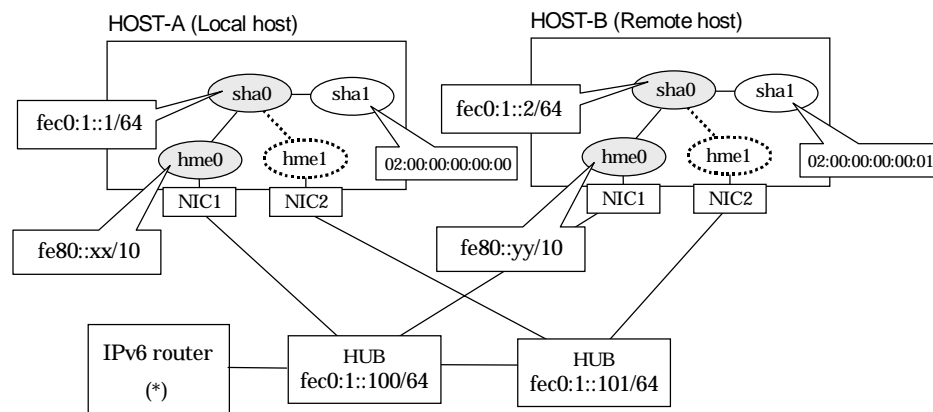 HOST-A (Local host)
HOST-B (Remote host)
sha0
sha1
sha0
sha1
fec0:1::1/64
fec0:1::2/64
hme0
hme1
02:00:00:00:00:00
hme0
hme1
02:00:00:00:00:01
NIC1
NIC2
NIC1
NIC2
fe80::xx/10
fe80::yy/10
IPv6 router
(*)
HUB
fec0:1::100/64
HUB
fec0:1::101/64